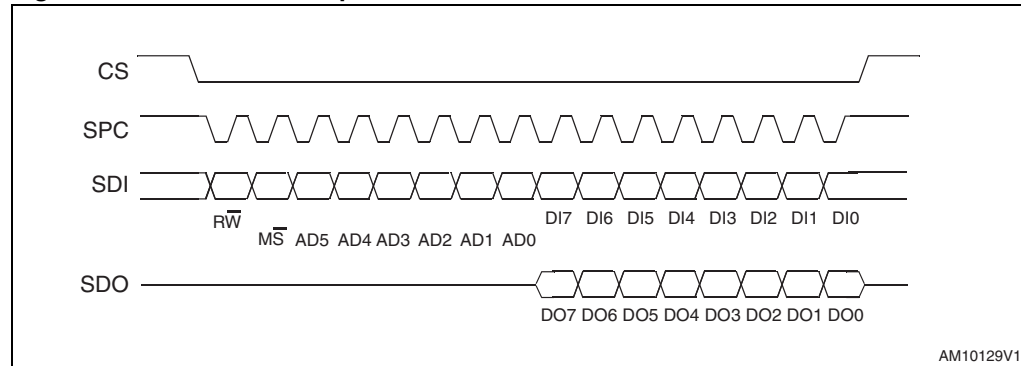 CS
SPC
SDI
RW̅
DI7 DI6 DI5 DI4 DI3 DI2 DI1 DI0
MS̅ AD5 AD4 AD3 AD2 AD1 AD0
SDO
DO7 DO6 DO5 DO4 DO3 DO2 DO1 DO0
AM10129V1